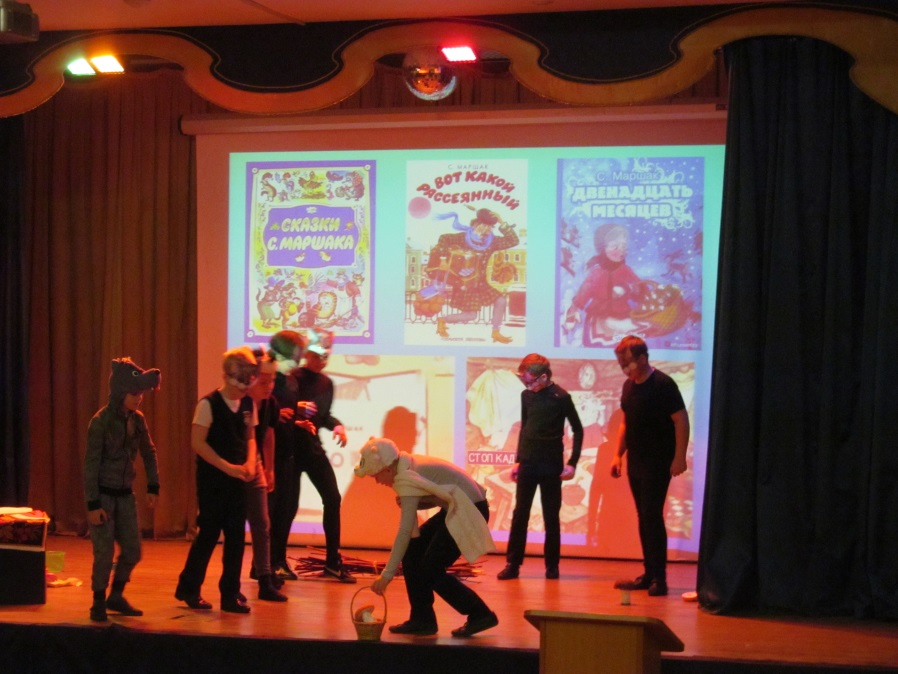 СКАЗКИ
С. МАРШАКА
С. МАРШАК
ВОТ КАКОЙ
РАССЕЯННЫЙ
С. Маршак
ДВЕНАДЦАТЬ
МЕСЯЦЕВ
СТОП КАД